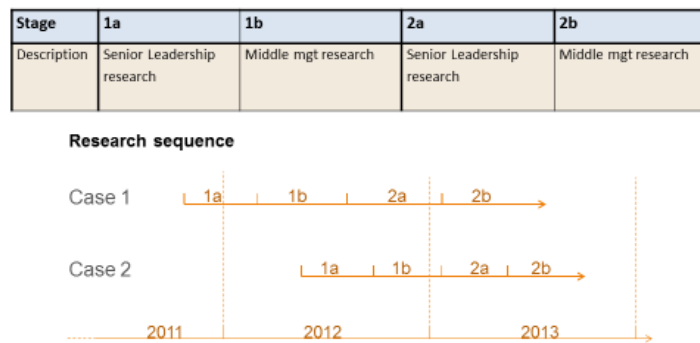 Stage 1a 1b 2a 2b
Description Senior Leadership Middle mgt research Senior Leadership Middle mgt research
research research
Research sequence
Case 1 1a 1b 2a 2b
Case 2 1a 1b 2a 2b
2011 2012 2013